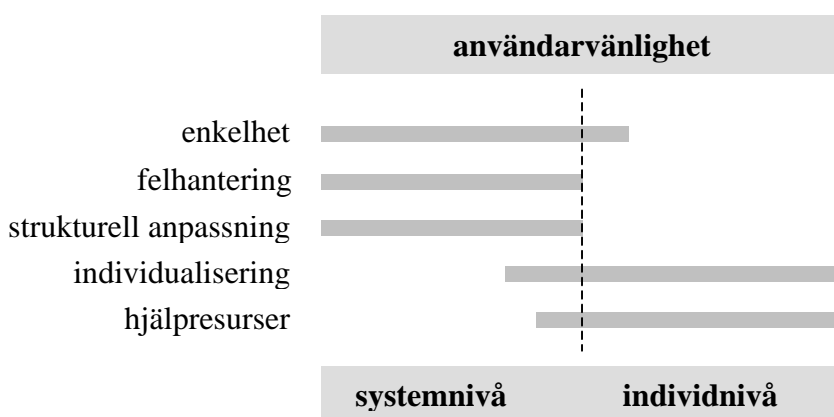 användarvänlighet
enkelhet
felhantering
strukturell anpassning
individualisering
hjälpresurser
systemnivå individnivå